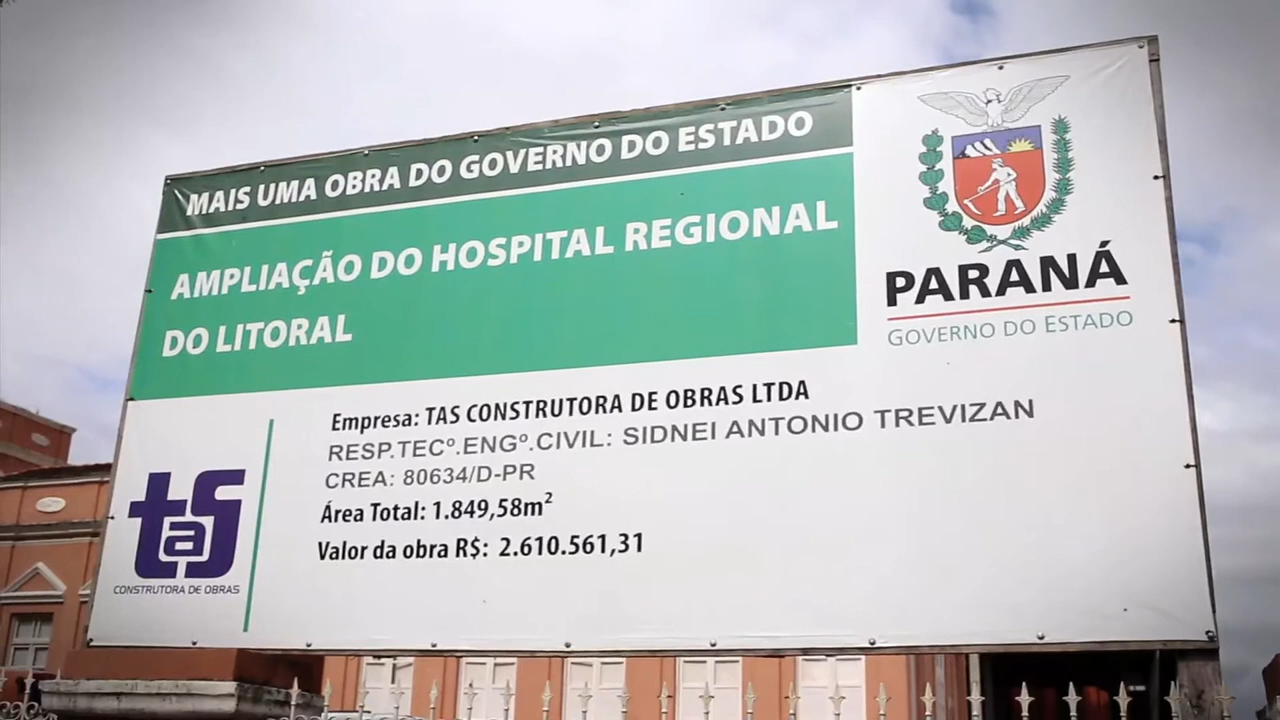 MAIS UMA OBRA DO GOVERNO DO ESTADO
AMPLIAÇÃO DO HOSPITAL REGIONAL
DO LITORAL
PARANÁ
GOVERNO DO ESTADO
Empresa: TAS CONSTRUTORA DE OBRAS LTDA
RESP.TECº.ENGº.CIVIL: SIDNEI ANTONIO TREVIZAN
CREA: 80634/D-PR
Área Total: 1.849,58m²
Valor da obra R$: 2.610.561,31
taS
CONSTRUTORA DE OBRAS